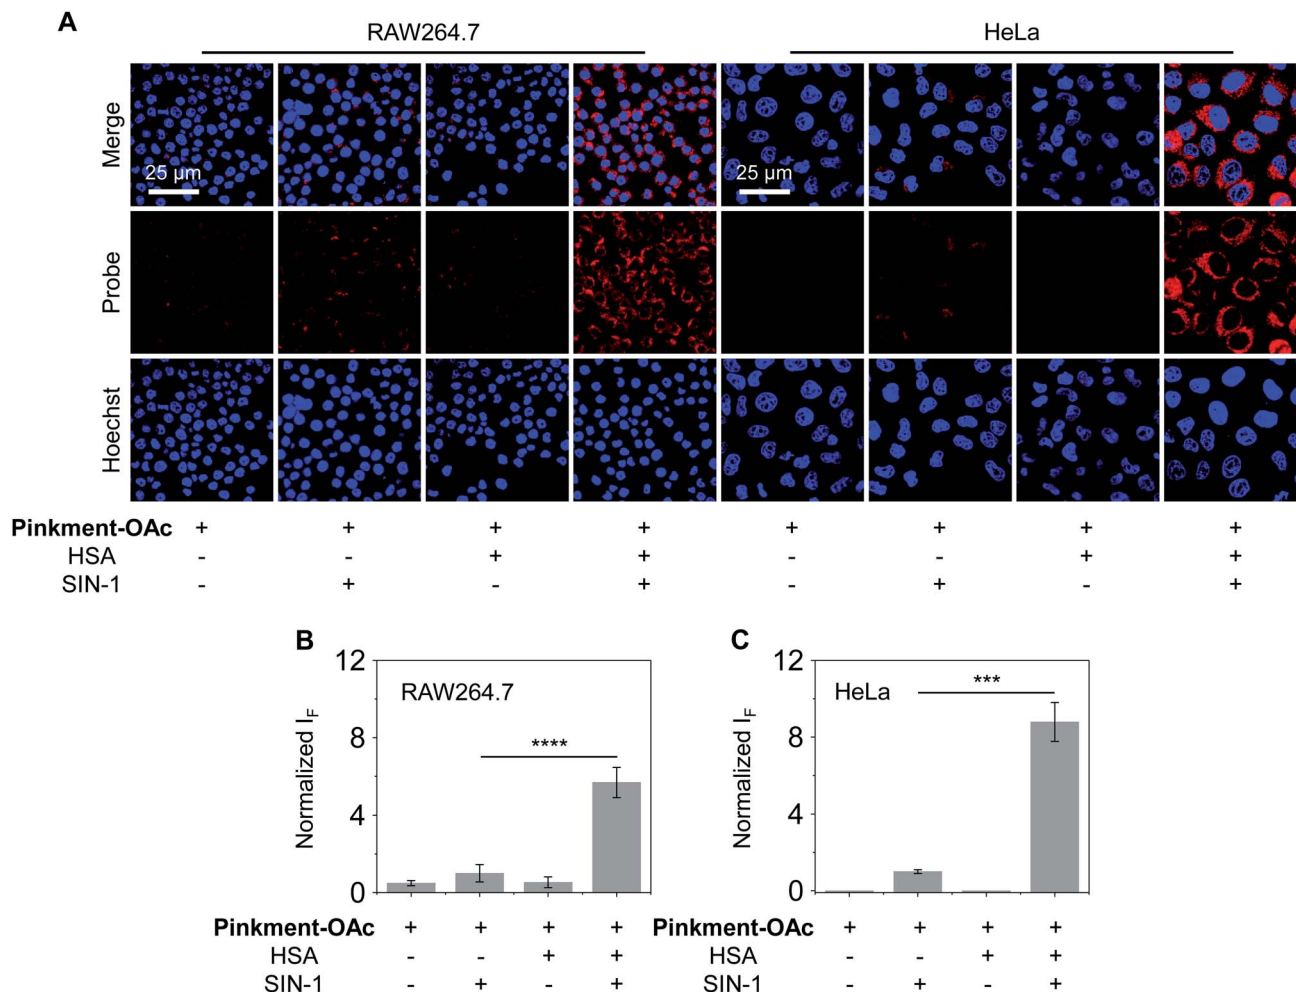 A
RAW264.7 HeLa
Merge
25 µm 25 µm
Probe
Hoechst
Pinkment-OAc + + + + + + + +
HSA - - + + - - + +
SIN-1 - + - + - + - +
B
12
8
4
0
Normalized IF
RAW264.7
****
Pinkment-OAc + + + +
HSA - - + +
SIN-1 - + - +
C
12
8
4
0
Normalized IF
HeLa
***
Pinkment-OAc + + + +
HSA - - + +
SIN-1 - + - +